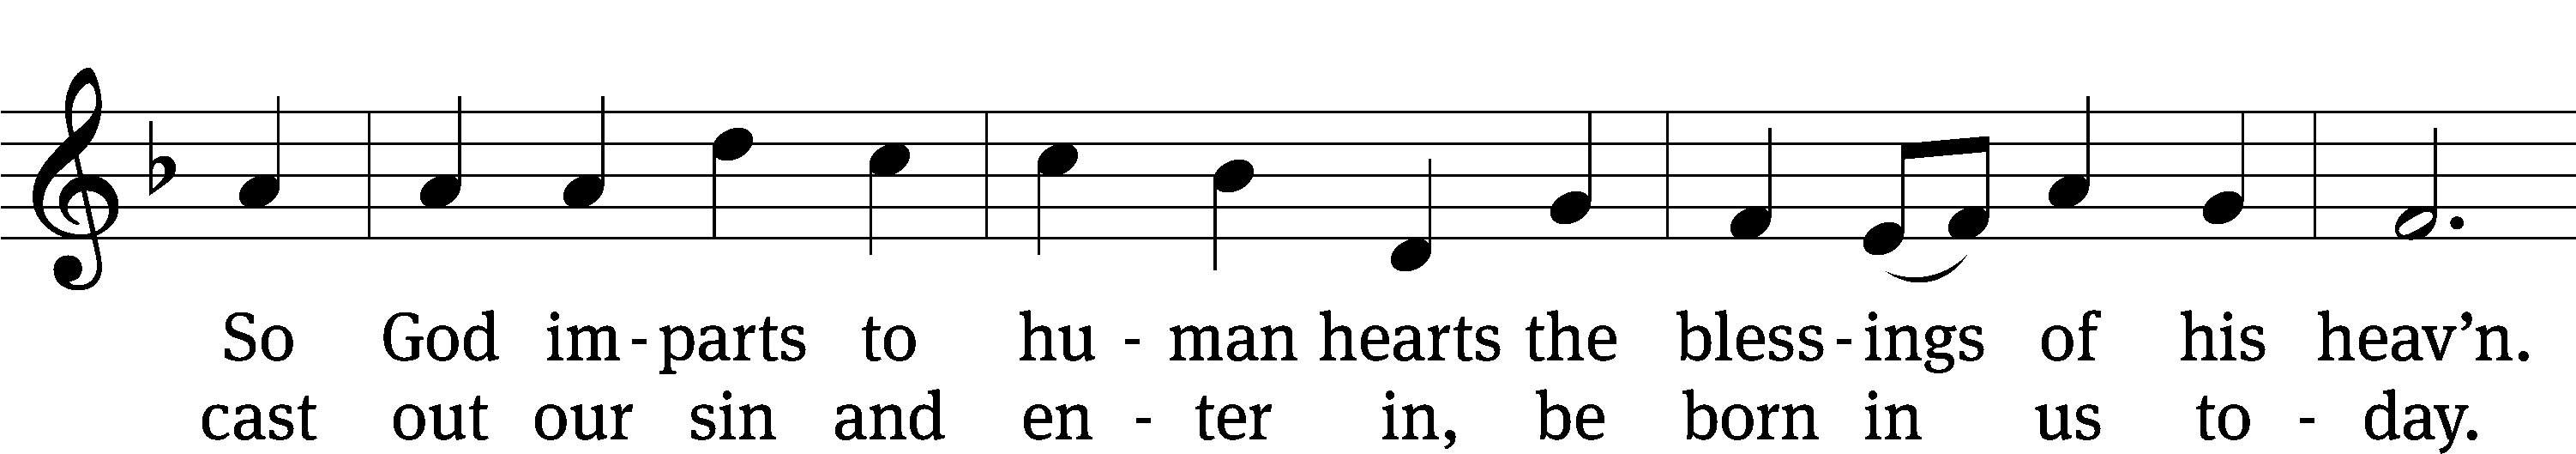 So God im-parts to hu - man hearts the bless-ings of his heav’n.
cast out our sin and en - ter in, be born in us to - day.